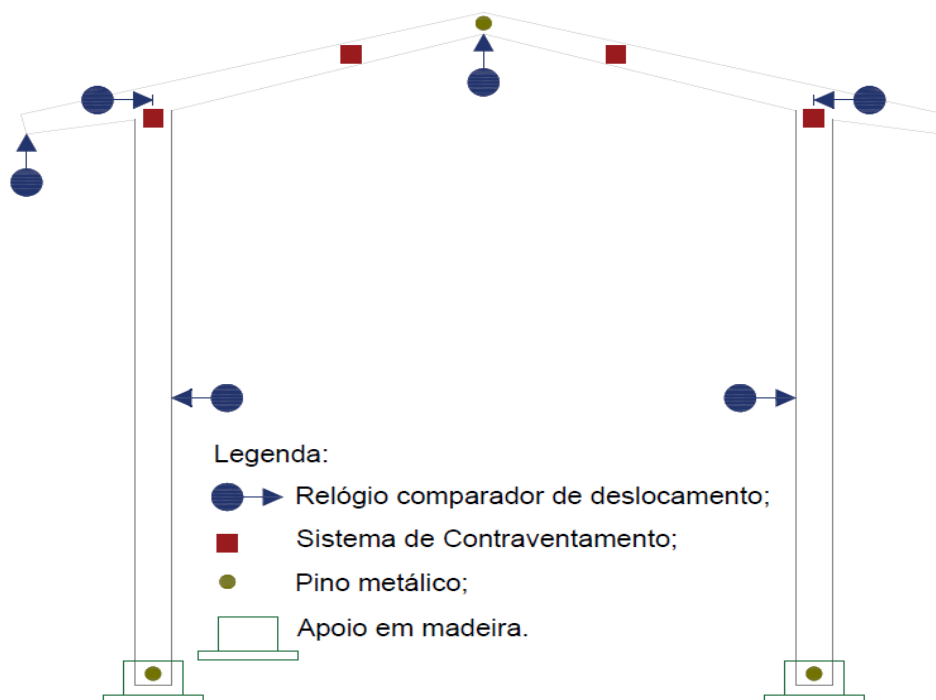 Legenda:
Relógio comparador de deslocamento;
Sistema de Contraventamento;
Pino metálico;
Apoio em madeira.